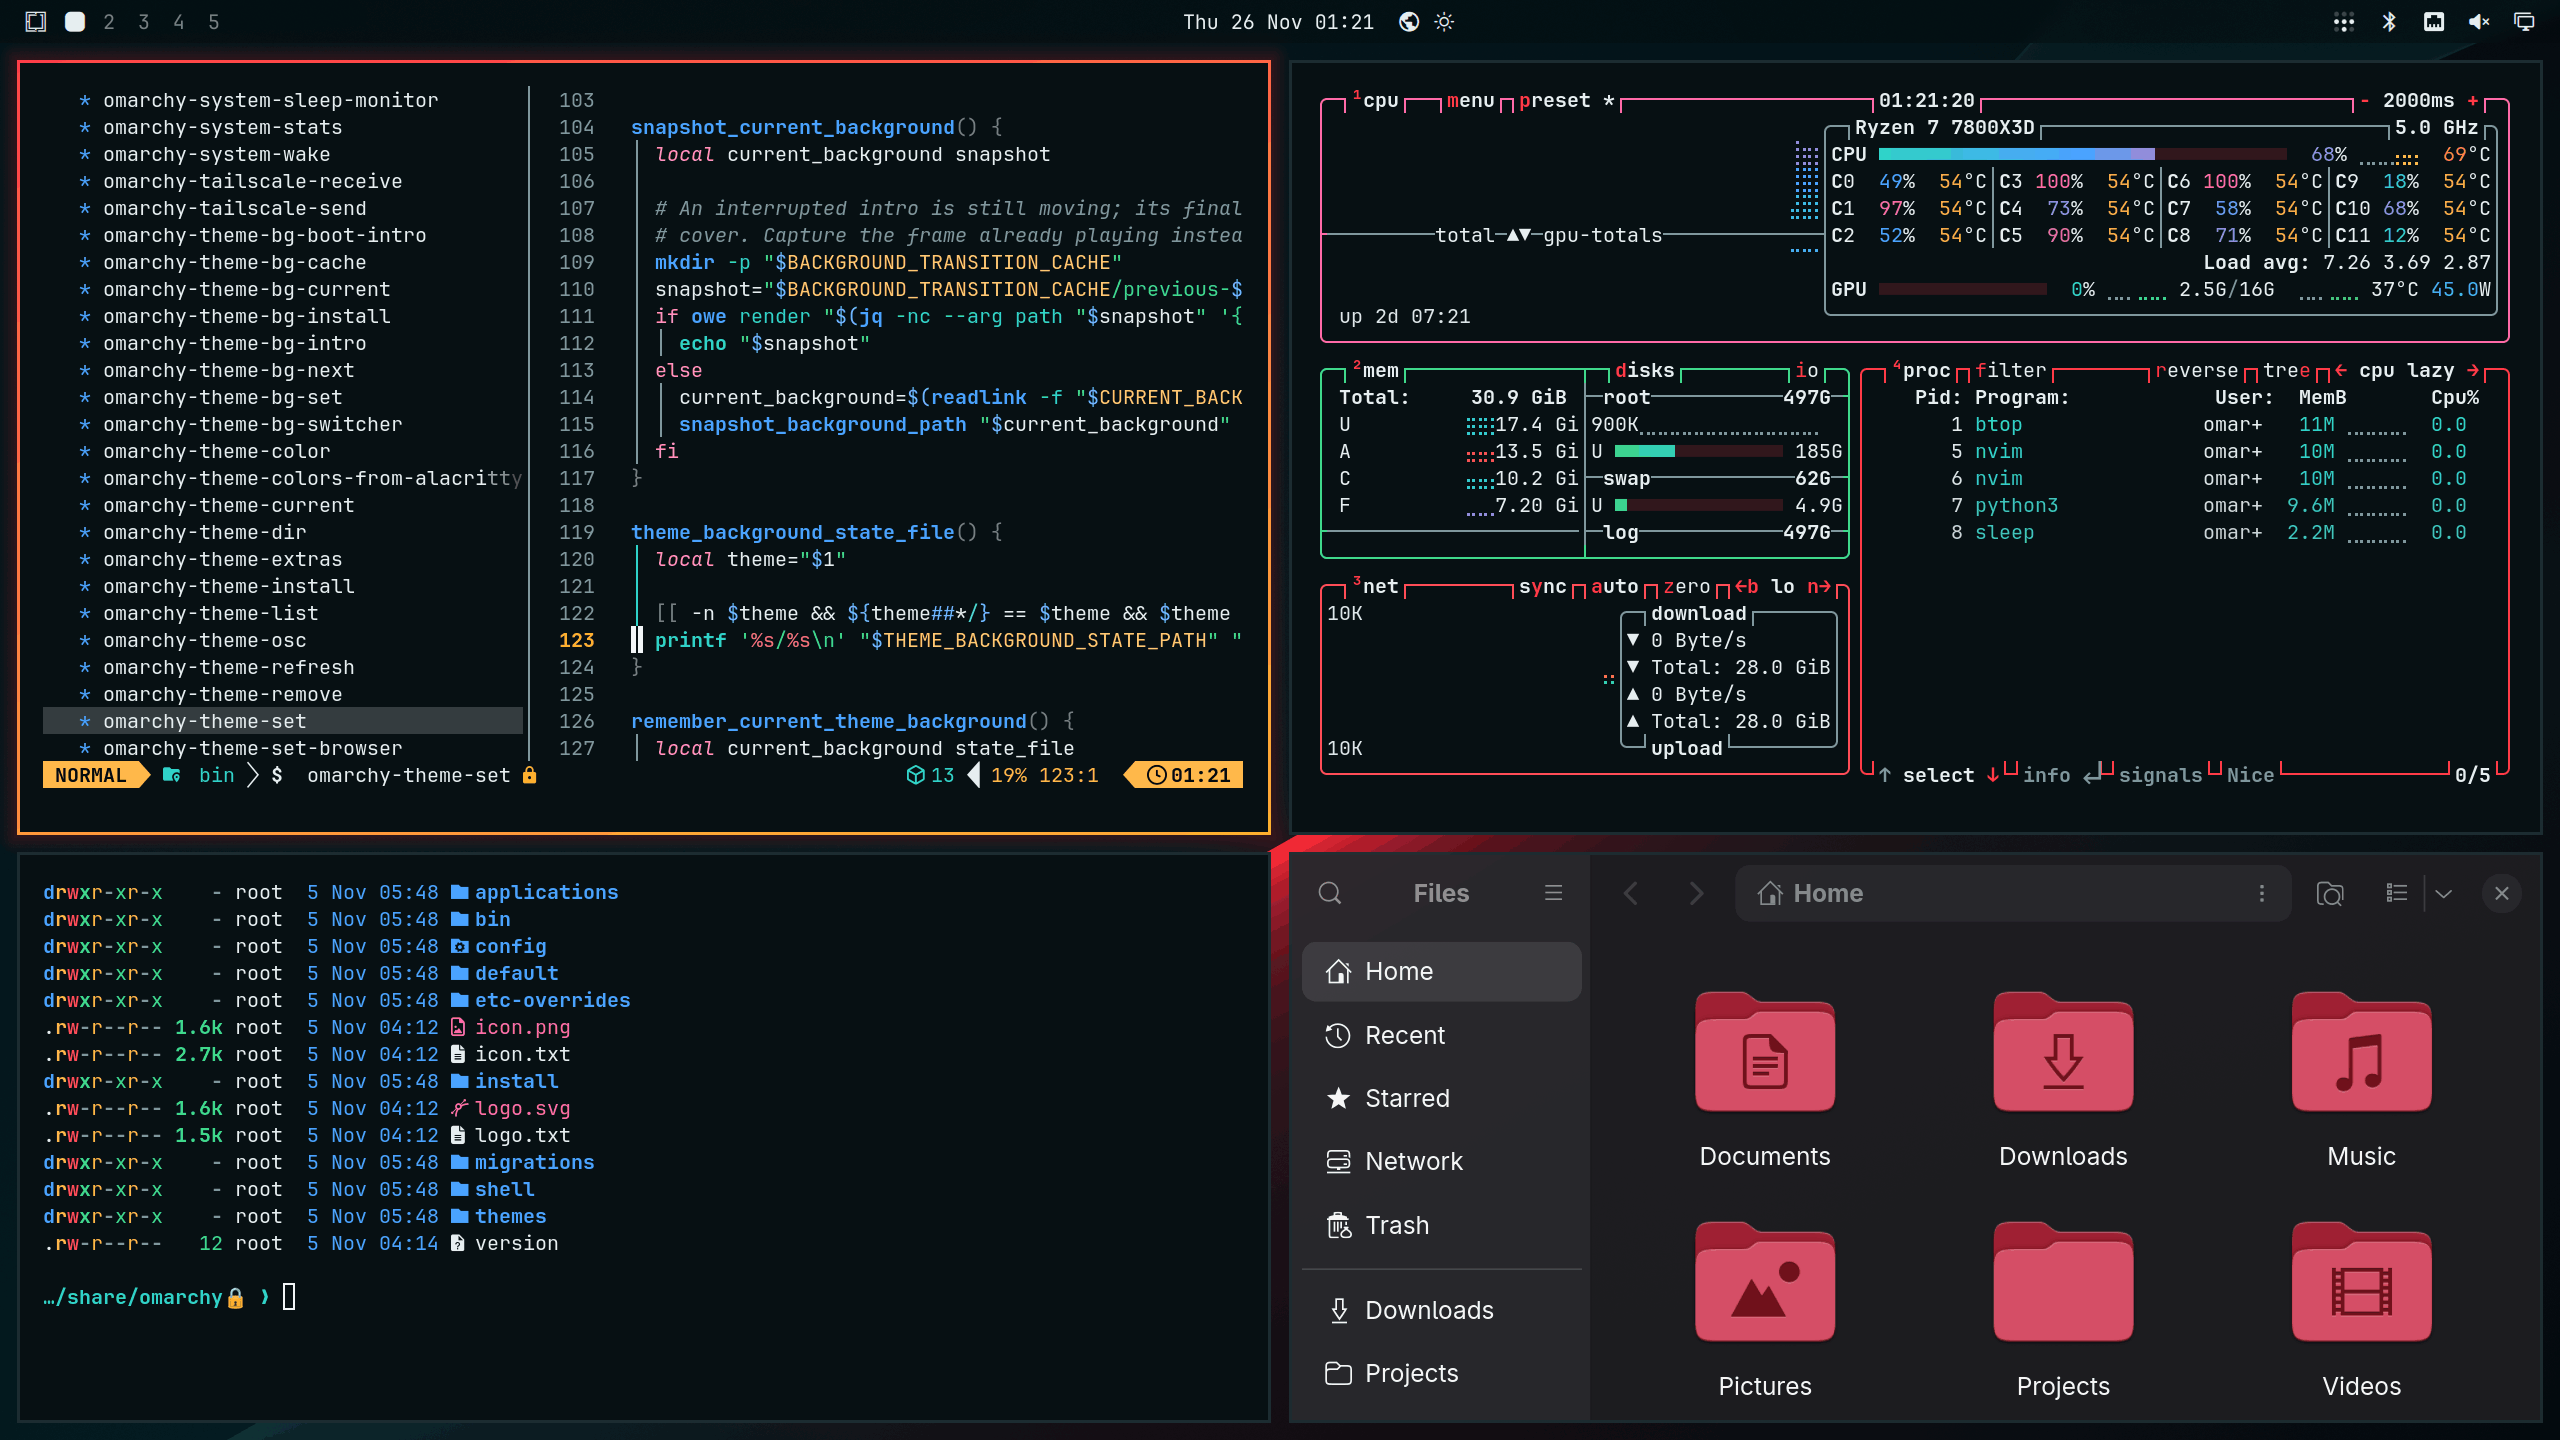 2 3 4 5
Thu 26 Nov 01:21
* omarchy-system-sleep-monitor
* omarchy-system-stats
* omarchy-system-wake
* omarchy-tailscale-receive
* omarchy-tailscale-send
* omarchy-theme-bg-boot-intro
* omarchy-theme-bg-cache
* omarchy-theme-bg-current
* omarchy-theme-bg-install
* omarchy-theme-bg-intro
* omarchy-theme-bg-next
* omarchy-theme-bg-set
* omarchy-theme-bg-switcher
* omarchy-theme-color
* omarchy-theme-colors-from-alacritty
* omarchy-theme-current
* omarchy-theme-dir
* omarchy-theme-extras
* omarchy-theme-install
* omarchy-theme-list
* omarchy-theme-osc
* omarchy-theme-refresh
* omarchy-theme-remove
* omarchy-theme-set
* omarchy-theme-set-browser
103
104 snapshot_current_background() {
105 local current_background snapshot
106
107 # An interrupted intro is still moving; its final
108 # cover. Capture the frame already playing instea
109 mkdir -p "$BACKGROUND_TRANSITION_CACHE"
110 snapshot="$BACKGROUND_TRANSITION_CACHE/previous-$
111 if owe render "$(jq -nc --arg path "$snapshot" '{
112 echo "$snapshot"
113 else
114 current_background=$(readlink -f "$CURRENT_BACK
115 snapshot_background_path "$current_background"
116 fi
117 }
118
119 theme_background_state_file() {
120 local theme="$1"
121
122 [[ -n $theme && ${theme##*/} == $theme && $theme
123 printf '%s/%s\n' "$THEME_BACKGROUND_STATE_PATH" "
124 }
125
126 remember_current_theme_background() {
127 local current_background state_file
NORMAL bin $ omarchy-theme-set 13 19% 123:1 01:21
1cpu menu preset * 01:21:20 - 2000ms +
Ryzen 7 7800X3D 5.0 GHz
CPU 68% 69°C
C0 49% 54°C C3 100% 54°C C6 100% 54°C C9 18% 54°C
C1 97% 54°C C4 73% 54°C C7 58% 54°C C10 68% 54°C
total ▲▼ gpu-totals
C2 52% 54°C C5 90% 54°C C8 71% 54°C C11 12% 54°C
Load avg: 7.26 3.69 2.87
GPU 0% 2.5G/16G 37°C 45.0W
up 2d 07:21
2mem disks io
Total: 30.9 GiB root 497G
U 17.4 Gi 900K
A 13.5 Gi U 185G
C 10.2 Gi swap 62G
F 7.20 Gi U 4.9G
log 497G
4proc filter reverse tree ← cpu lazy →
Pid: Program: User: MemB Cpu%
1 btop omar+ 11M 0.0
5 nvim omar+ 10M 0.0
6 nvim omar+ 10M 0.0
7 python3 omar+ 9.6M 0.0
8 sleep omar+ 2.2M 0.0
↑ select ↓ info ↵ signals Nice 0/5
3net sync auto zero ←b lo n→
10K download
▼ 0 Byte/s
▼ Total: 28.0 GiB
▲ 0 Byte/s
▲ Total: 28.0 GiB
10K upload
drwxr-xr-x - root 5 Nov 05:48 applications
drwxr-xr-x - root 5 Nov 05:48 bin
drwxr-xr-x - root 5 Nov 05:48 config
drwxr-xr-x - root 5 Nov 05:48 default
drwxr-xr-x - root 5 Nov 05:48 etc-overrides
.rw-r--r-- 1.6k root 5 Nov 04:12 icon.png
.rw-r--r-- 2.7k root 5 Nov 04:12 icon.txt
drwxr-xr-x - root 5 Nov 05:48 install
.rw-r--r-- 1.6k root 5 Nov 04:12 logo.svg
.rw-r--r-- 1.5k root 5 Nov 04:12 logo.txt
drwxr-xr-x - root 5 Nov 05:48 migrations
drwxr-xr-x - root 5 Nov 05:48 shell
drwxr-xr-x - root 5 Nov 05:48 themes
.rw-r--r-- 12 root 5 Nov 04:14 version
…/share/omarchy🔒 ❯
Files
Home
Recent
Starred
Network
Trash
Downloads
Projects
Home
Documents Downloads Music
Pictures Projects Videos